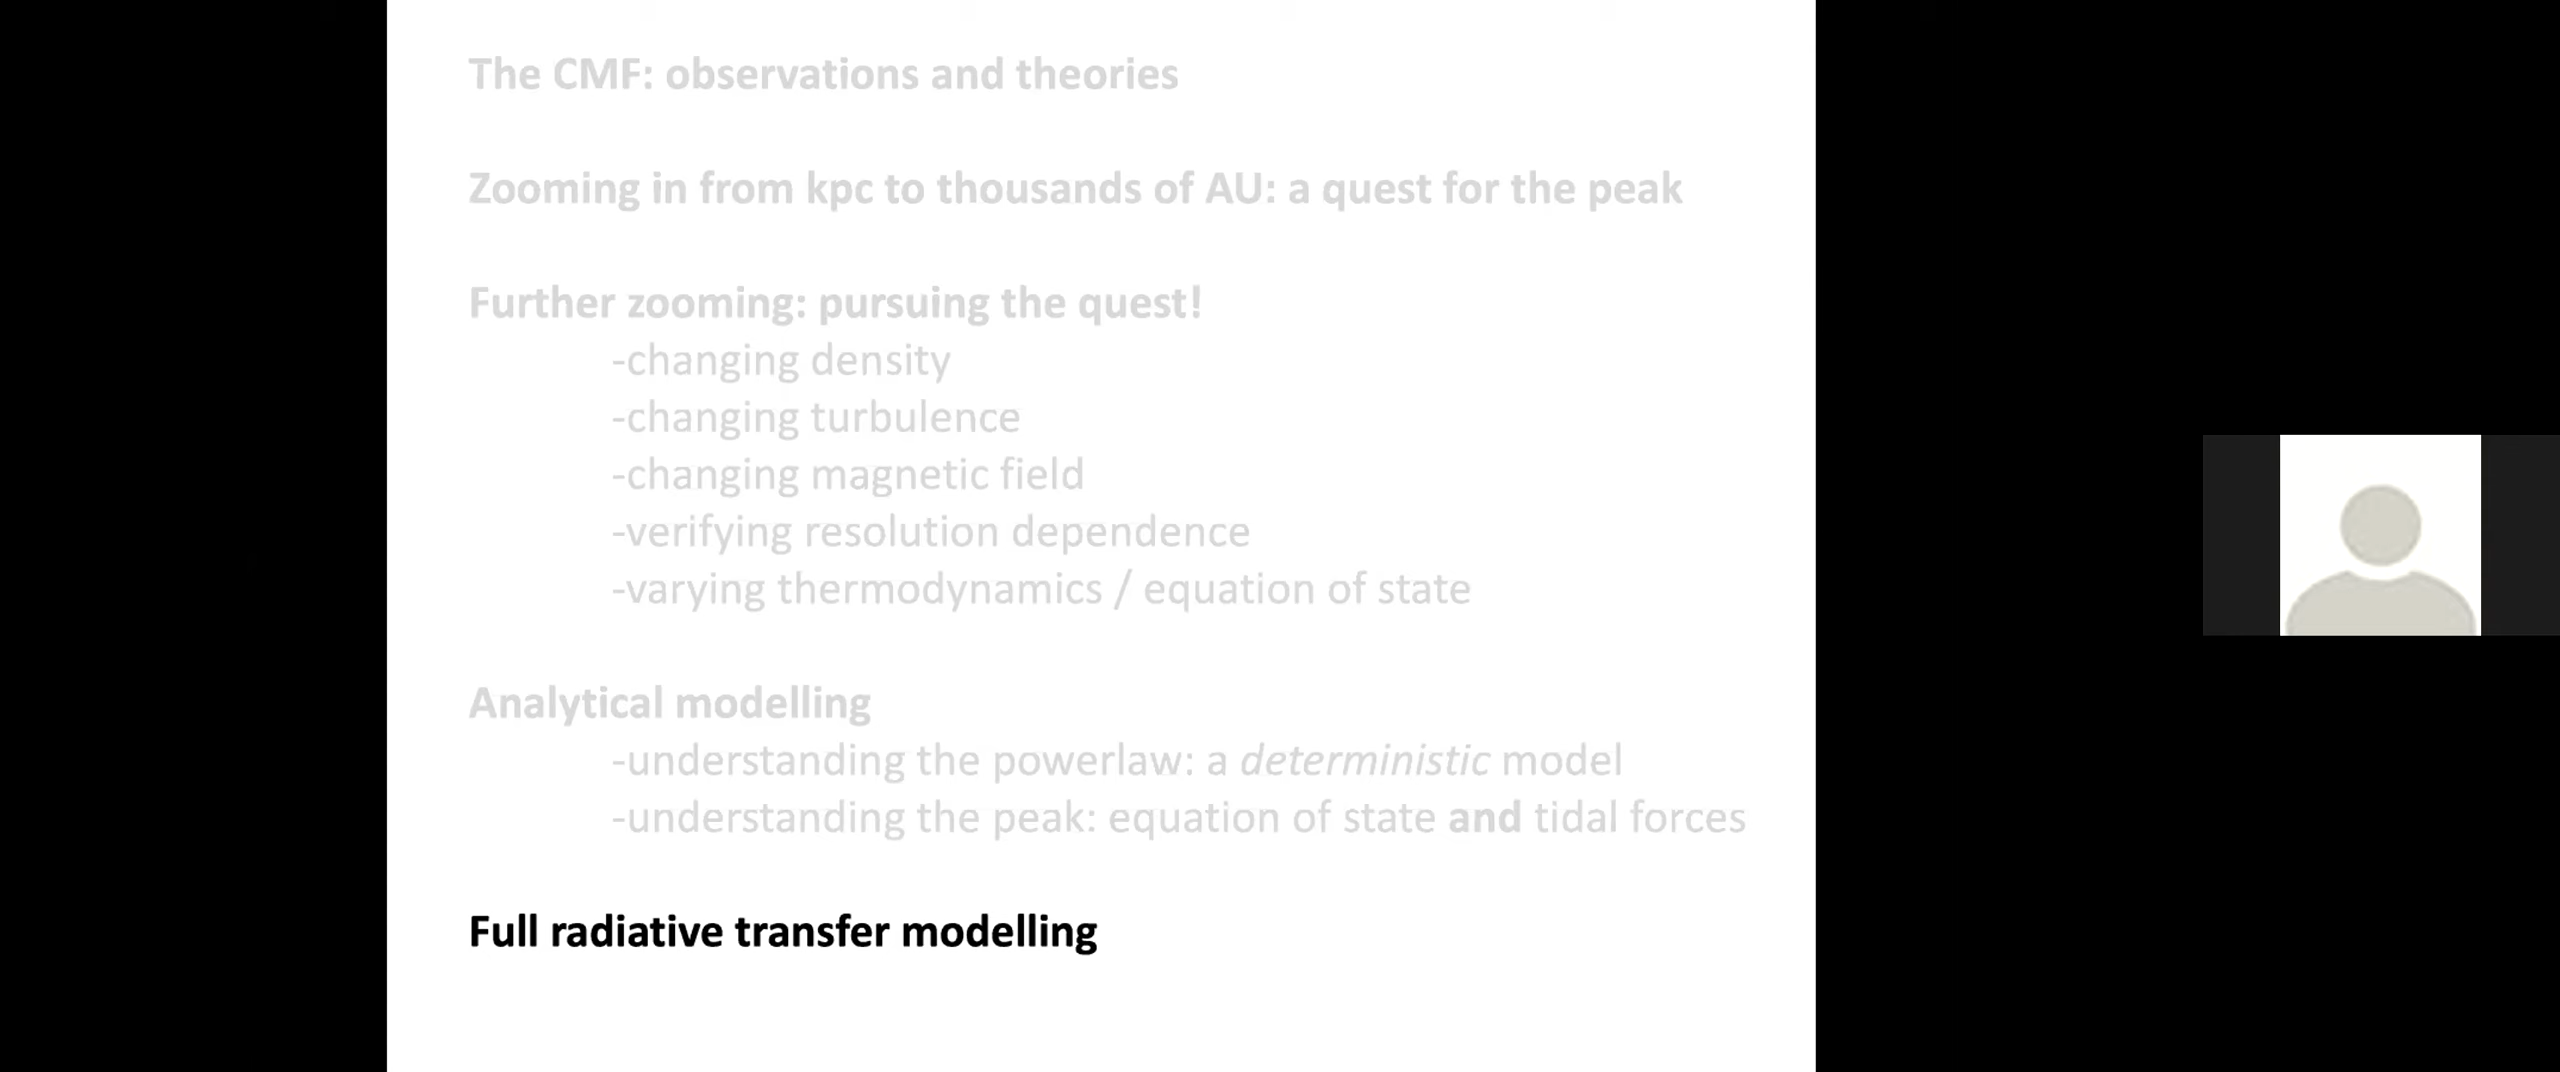 The CMF: observations and theories
Zooming in from kpc to thousands of AU: a quest for the peak
Further zooming: pursuing the quest!
-changing density
-changing turbulence
-changing magnetic field
-verifying resolution dependence
-varying thermodynamics / equation of state
Analytical modelling
-understanding the powerlaw: a deterministic model
-understanding the peak: equation of state and tidal forces
Full radiative transfer modelling